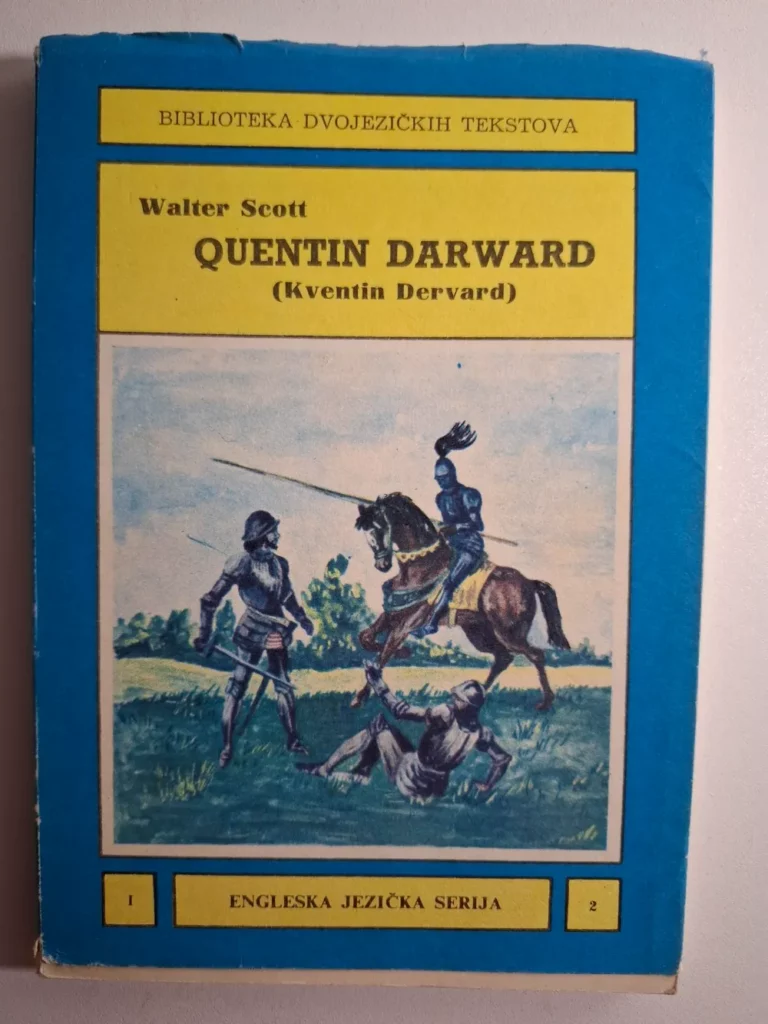 BIBLIOTEKA DVOJEZIČKIH TEKSTOVA
Walter Scott
QUENTIN DARWARD
(Kventin Dervard)
I
ENGLESKA JEZIČKA SERIJA
2